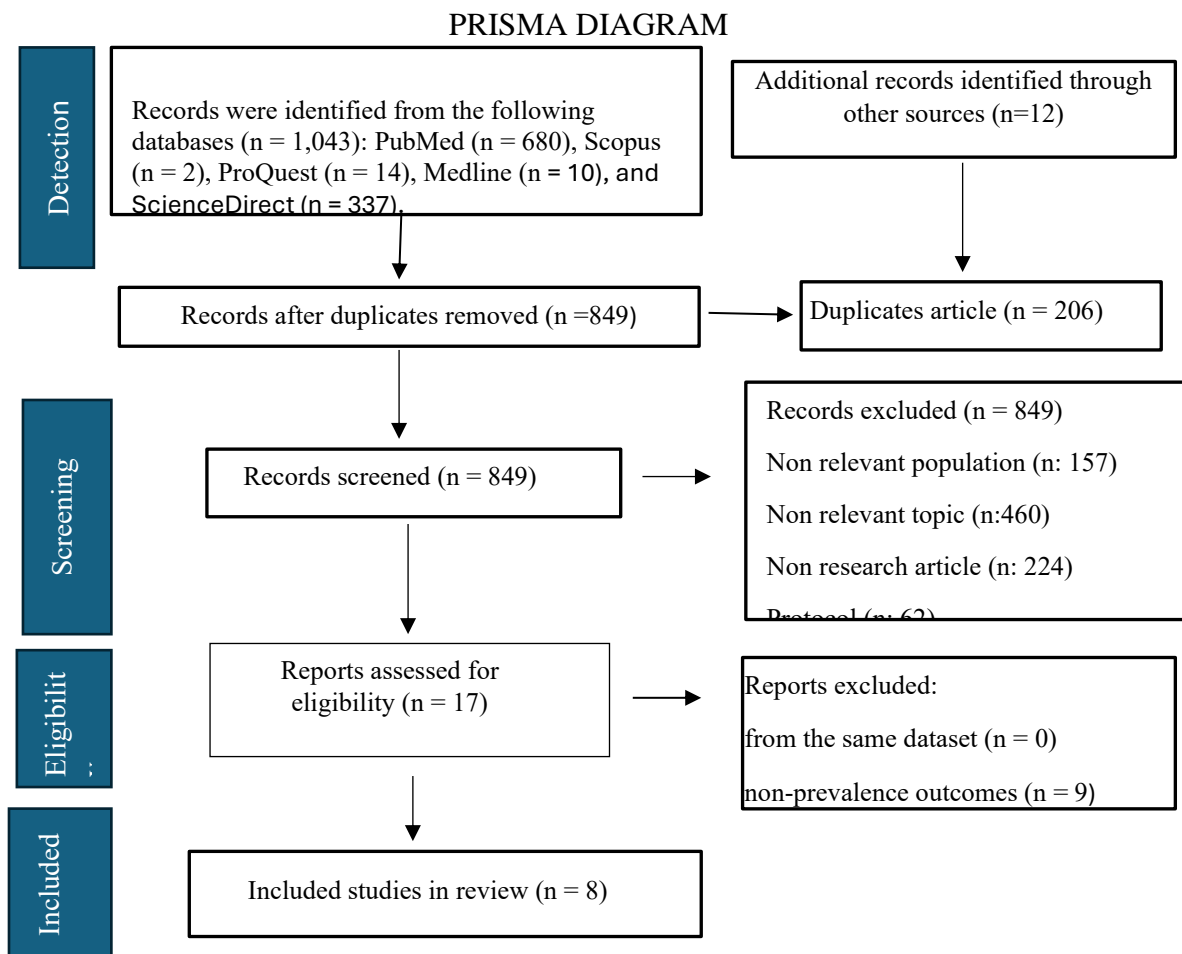 PRISMA DIAGRAM
Detection
Records were identified from the following
databases (n = 1,043): PubMed (n = 680), Scopus
(n = 2), ProQuest (n = 14), Medline (n = 10), and
ScienceDirect (n = 337).
Additional records identified through
other sources (n=12)
Records after duplicates removed (n =849)
Duplicates article (n = 206)
Screening
Records screened (n = 849)
Records excluded (n = 849)
Non relevant population (n: 157)
Non relevant topic (n:460)
Non research article (n: 224)
Protocol (n: 62)
Eligibilit
Reports assessed for
eligibility (n = 17)
Reports excluded:
from the same dataset (n = 0)
non-prevalence outcomes (n = 9)
Included
Included studies in review (n = 8)